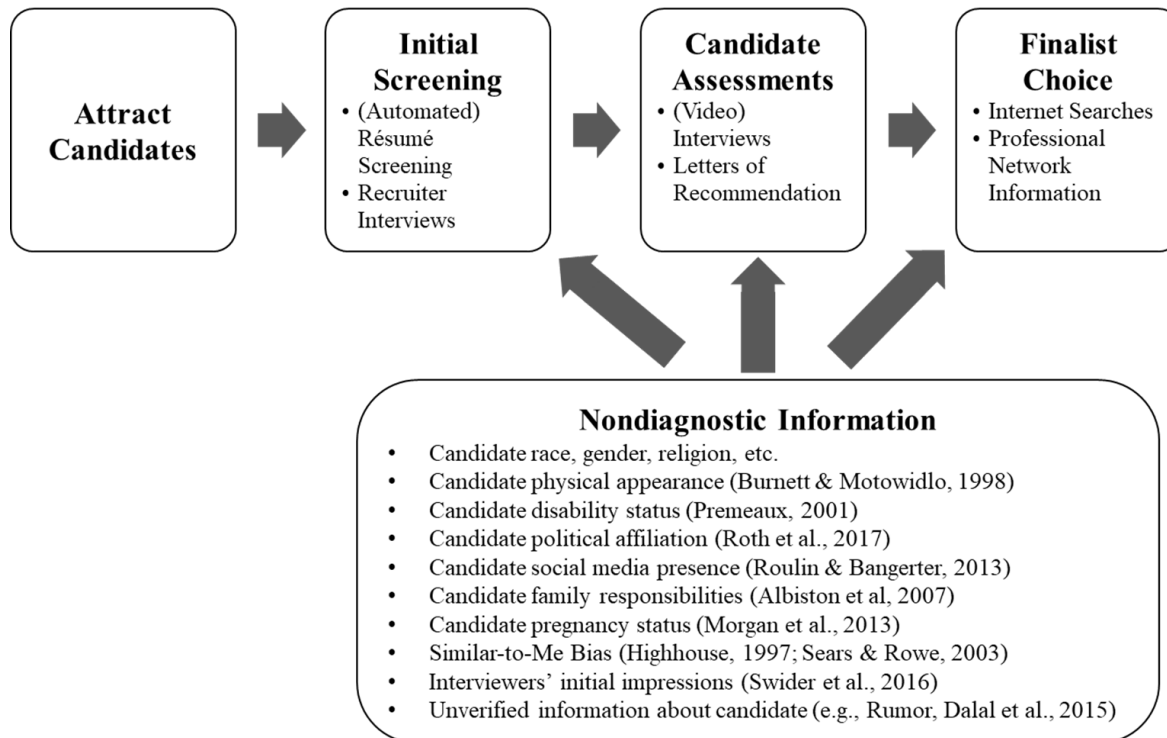 Attract
Candidates
Initial
Screening
• (Automated)
Résumé
Screening
• Recruiter
Interviews
Candidate
Assessments
• (Video)
Interviews
• Letters of
Recommendation
Finalist
Choice
• Internet Searches
• Professional
Network
Information
Nondiagnostic Information
• Candidate race, gender, religion, etc.
• Candidate physical appearance (Burnett & Motowidlo, 1998)
• Candidate disability status (Premeaux, 2001)
• Candidate political affiliation (Roth et al., 2017)
• Candidate social media presence (Roulin & Bangerter, 2013)
• Candidate family responsibilities (Albiston et al, 2007)
• Candidate pregnancy status (Morgan et al., 2013)
• Similar-to-Me Bias (Highhouse, 1997; Sears & Rowe, 2003)
• Interviewers’ initial impressions (Swider et al., 2016)
• Unverified information about candidate (e.g., Rumor, Dalal et al., 2015)